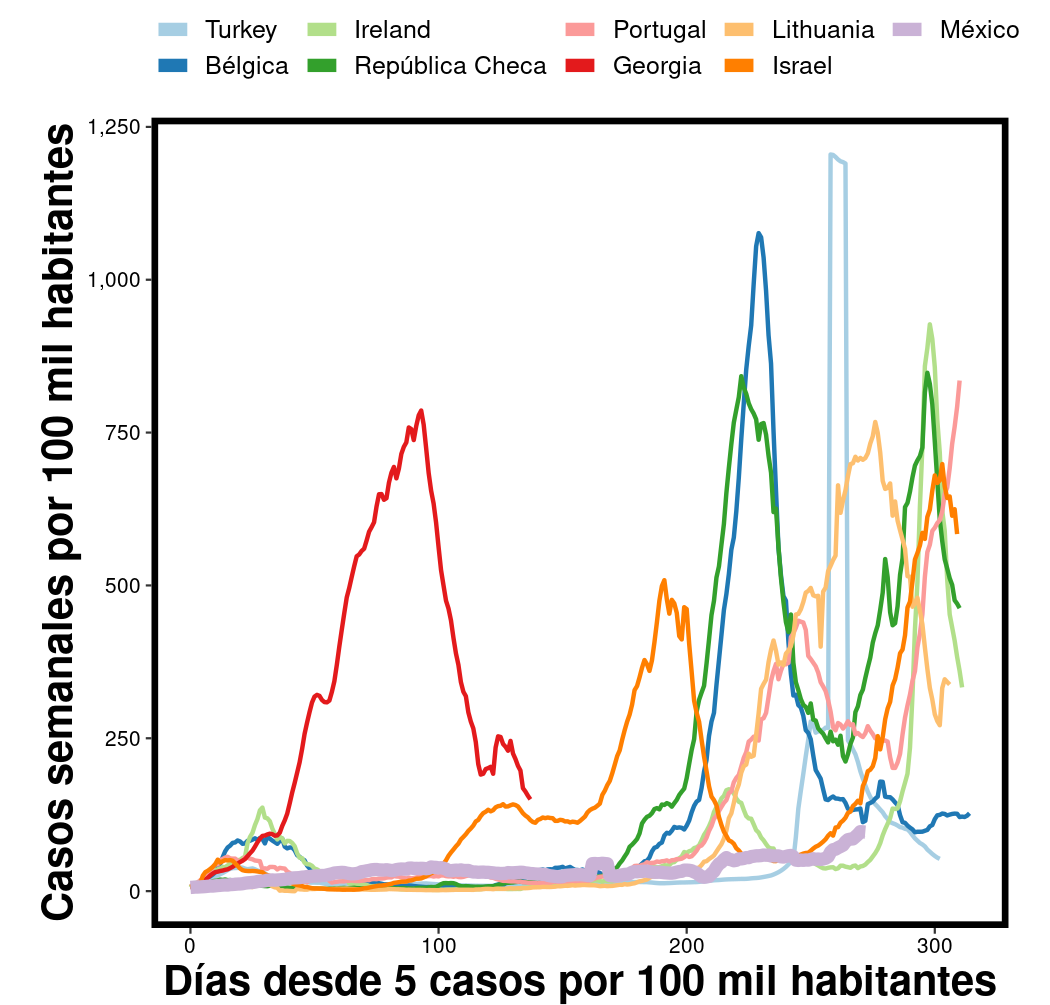 Turkey Ireland Portugal Lithuania México
Bélgica República Checa Georgia Israel
Casos semanales por 100 mil habitantes
1,250
1,000
750
500
250
0
0 100 200 300
Días desde 5 casos por 100 mil habitantes